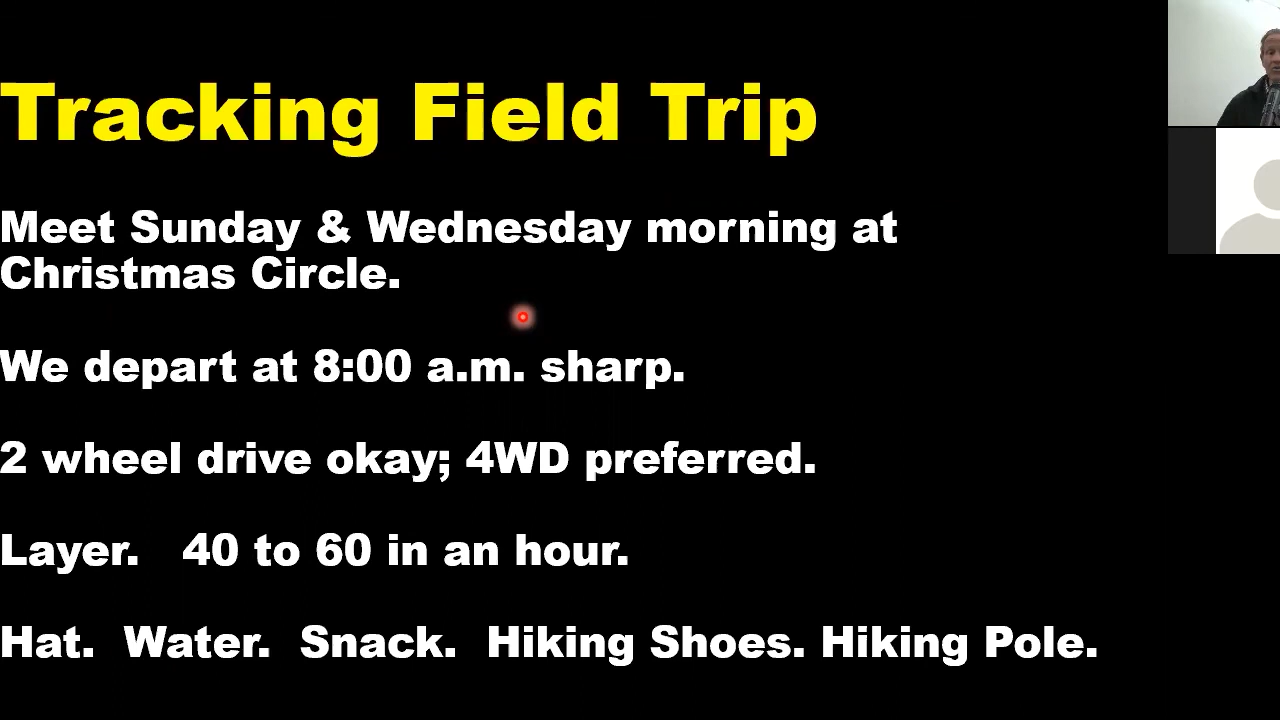 Tracking Field Trip
Meet Sunday & Wednesday morning at
Christmas Circle.
We depart at 8:00 a.m. sharp.
2 wheel drive okay; 4WD preferred.
Layer.   40 to 60 in an hour.
Hat.  Water.  Snack.  Hiking Shoes. Hiking Pole.